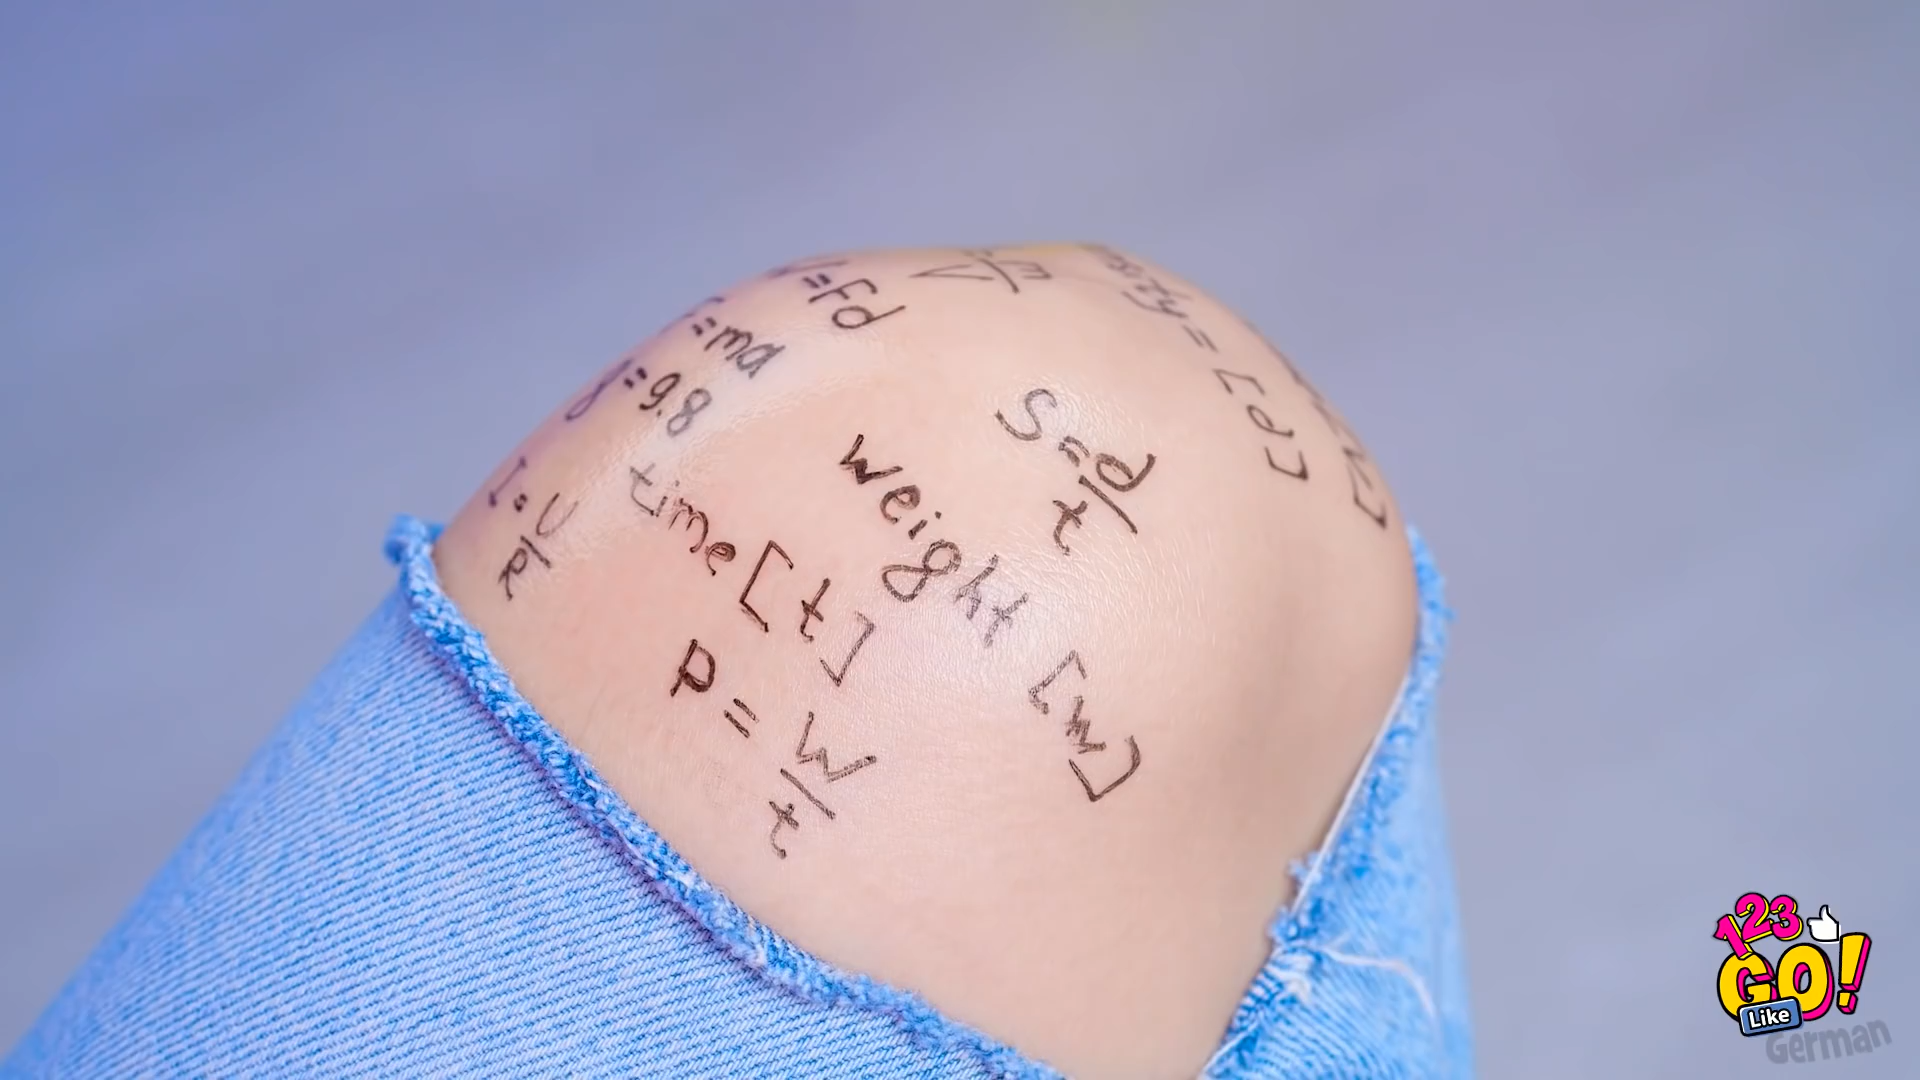 =Fd
=ma
=9.8
time [t]
P = W/t
weight [w]
S = d/t
m/V
=
[P]
123
GO!
Like
German